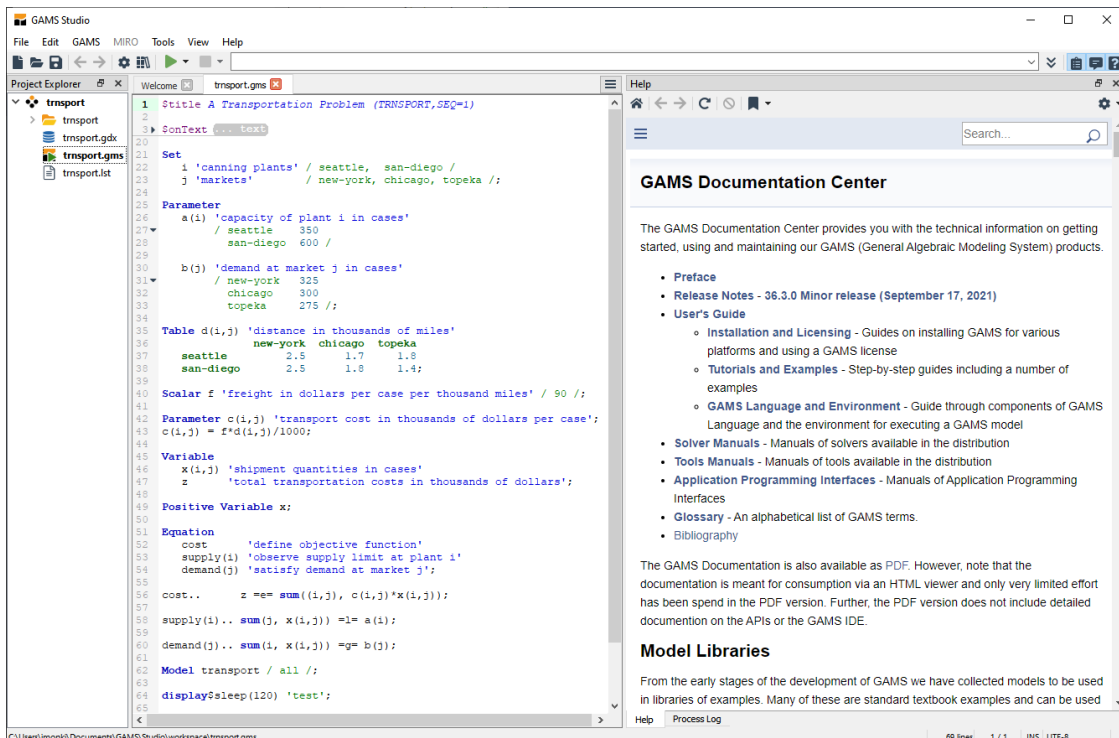 GAMS Studio
File Edit GAMS MIRO Tools View Help
Project Explorer
trnsport
trnsport
trnsport.gdx
trnsport.gms
trnsport.lst
Welcome trnsport.gms
1 $title A Transportation Problem (TRNSPORT,SEQ=1)
2
3 $onText ... text
20
21 Set
22 i 'canning plants' / seattle, san-diego /
23 j 'markets' / new-york, chicago, topeka /;
24
25 Parameter
26 a(i) 'capacity of plant i in cases'
27 / seattle 350
28 san-diego 600 /
29
30 b(j) 'demand at market j in cases'
31 / new-york 325
32 chicago 300
33 topeka 275 /;
34
35 Table d(i,j) 'distance in thousands of miles'
36 new-york chicago topeka
37 seattle 2.5 1.7 1.8
38 san-diego 2.5 1.8 1.4;
39
40 Scalar f 'freight in dollars per case per thousand miles' / 90 /;
41
42 Parameter c(i,j) 'transport cost in thousands of dollars per case';
43 c(i,j) = f*d(i,j)/1000;
44
45 Variable
46 x(i,j) 'shipment quantities in cases'
47 z 'total transportation costs in thousands of dollars';
48
49 Positive Variable x;
50
51 Equation
52 cost 'define objective function'
53 supply(i) 'observe supply limit at plant i'
54 demand(j) 'satisfy demand at market j';
55
56 cost.. z =e= sum((i,j), c(i,j)*x(i,j));
57
58 supply(i).. sum(j, x(i,j)) =l= a(i);
59
60 demand(j).. sum(i, x(i,j)) =g= b(j);
61
62 Model transport / all /;
63
64 display$sleep(120) 'test';
65
Help
Search...
GAMS Documentation Center
The GAMS Documentation Center provides you with the technical information on getting
started, using and maintaining our GAMS (General Algebraic Modeling System) products.
• Preface
• Release Notes - 36.3.0 Minor release (September 17, 2021)
• User's Guide
Installation and Licensing - Guides on installing GAMS for various
platforms and using a GAMS license
Tutorials and Examples - Step-by-step guides including a number of
examples
GAMS Language and Environment - Guide through components of GAMS
Language and the environment for executing a GAMS model
• Solver Manuals - Manuals of solvers available in the distribution
• Tools Manuals - Manuals of tools available in the distribution
• Application Programming Interfaces - Manuals of Application Programming
Interfaces
• Glossary - An alphabetical list of GAMS terms.
• Bibliography
The GAMS Documentation is also available as PDF. However, note that the
documentation is meant for consumption via an HTML viewer and only very limited effort
has been spend in the PDF version. Further, the PDF version does not include detailed
documention on the APIs or the GAMS IDE.
Model Libraries
From the early stages of the development of GAMS we have collected models to be used
in libraries of examples. Many of these are standard textbook examples and can be used
Help Process Log
C:\Users\jmonki\Documents\GAMS\Studio\workspace\trnsport.gms
69 lines 1 / 1 INS UTF-8